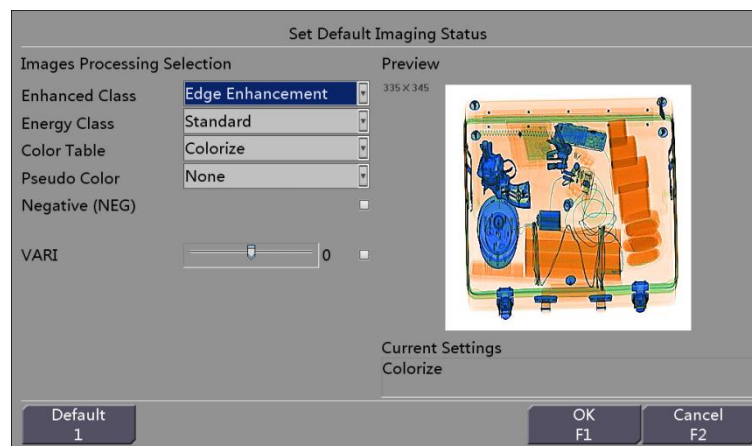 Set Default Imaging Status
Images Processing Selection
Enhanced Class Edge Enhancement
Energy Class Standard
Color Table Colorize
Pseudo Color None
Negative (NEG)
VARI 0
Preview
335×345
Current Settings
Colorize
Default
1
OK
F1
Cancel
F2